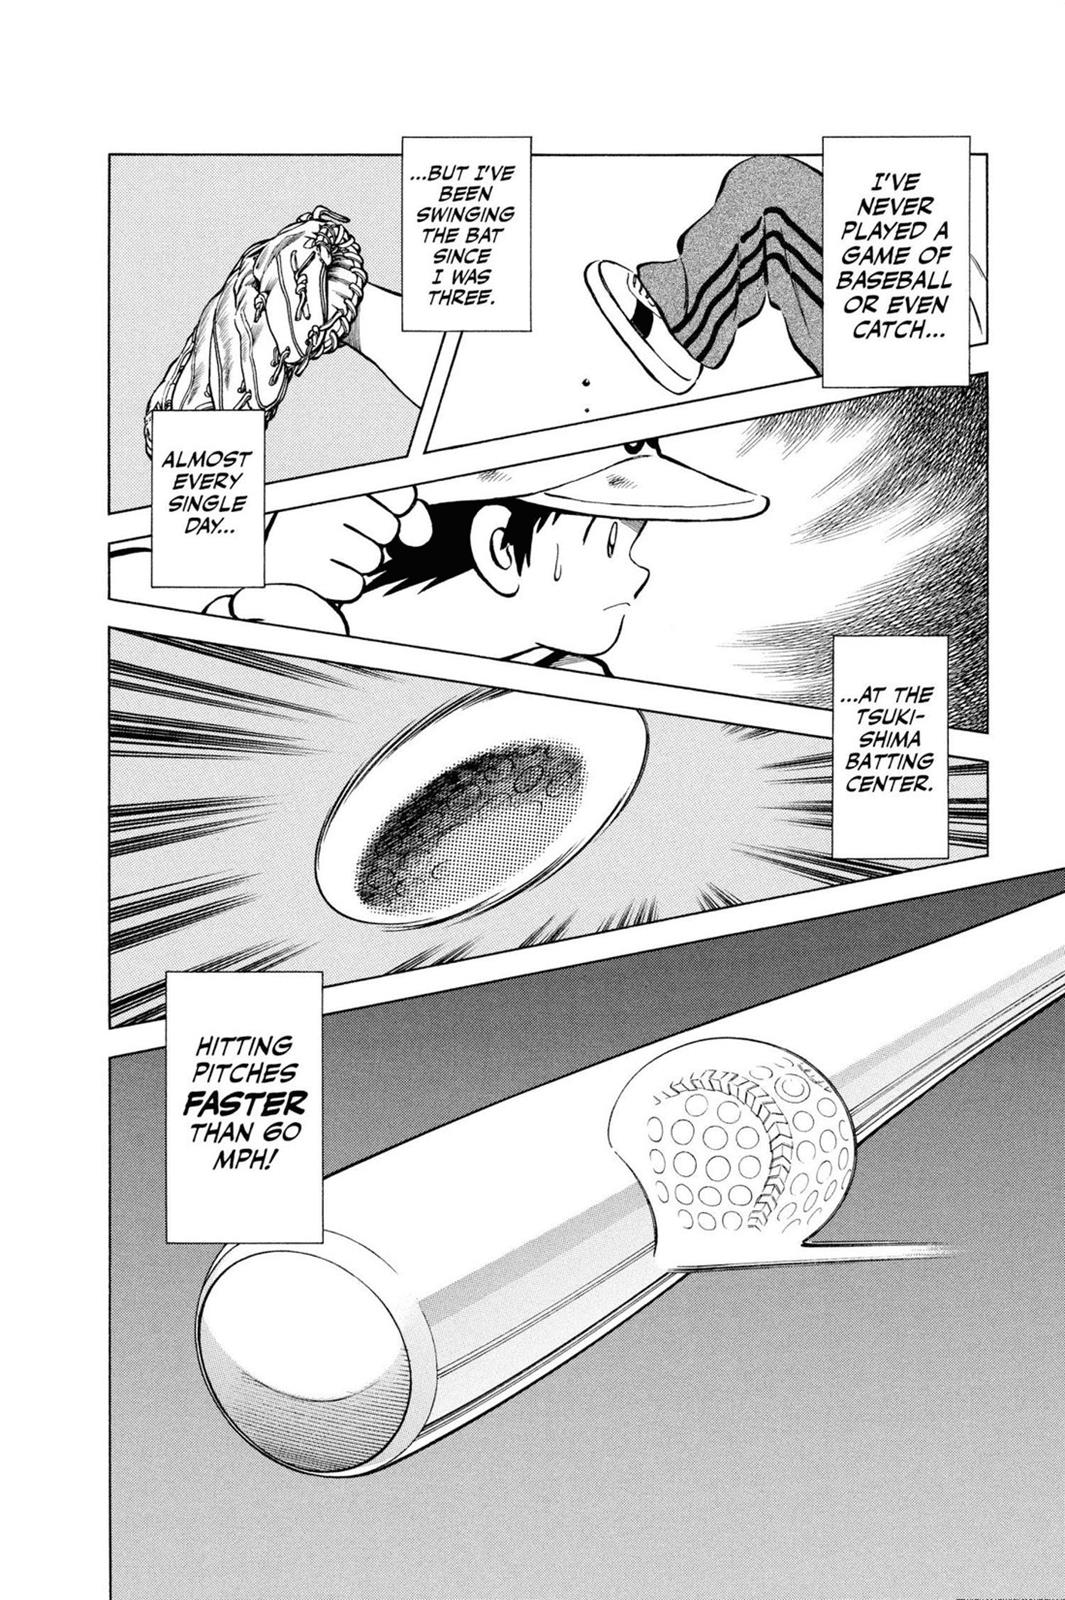 I'VE
NEVER
PLAYED A
GAME OF
BASEBALL
OR EVEN
CATCH...
...BUT I'VE
BEEN
SWINGING
THE BAT
SINCE
I WAS
THREE.
ALMOST
EVERY
SINGLE
DAY...
...AT THE
TSUKI-
SHIMA
BATTING
CENTER.
HITTING
PITCHES
FASTER
THAN 60
MPH!